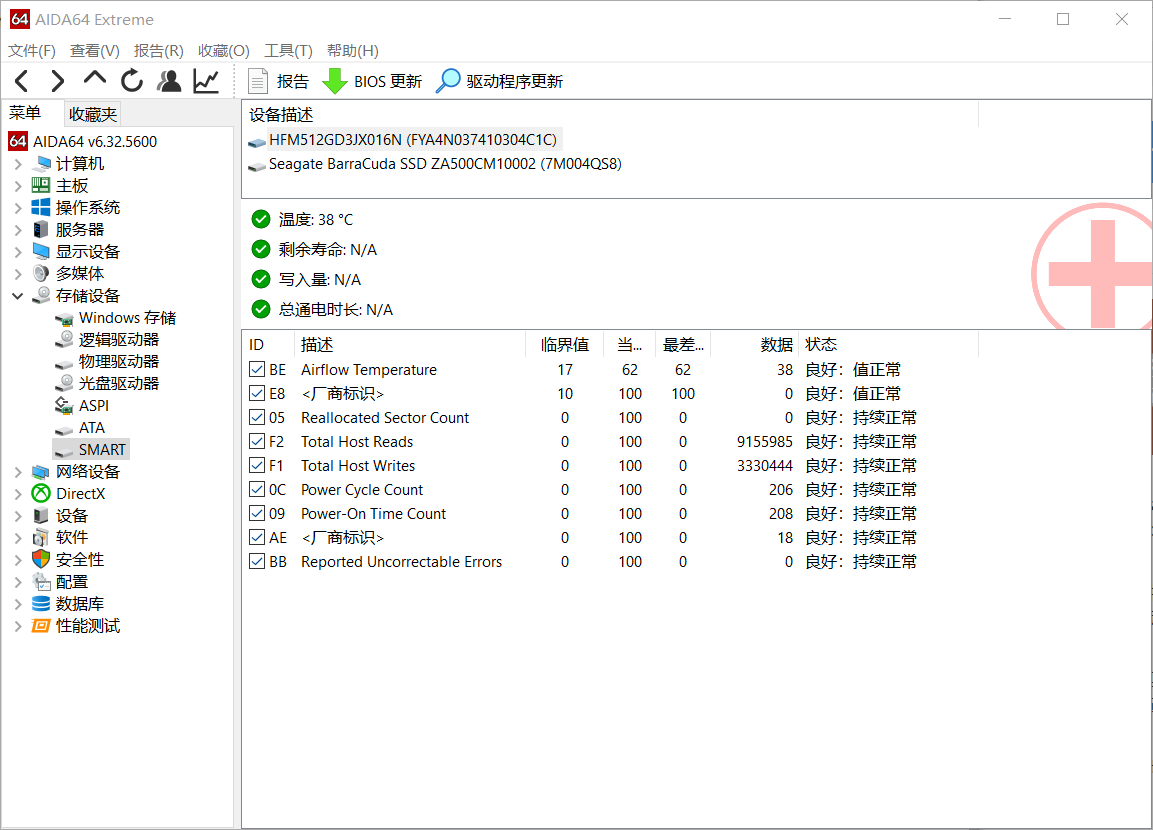 64 AIDA64 Extreme
文件(F) 查看(V) 报告(R) 收藏(O) 工具(T) 帮助(H)
报告 BIOS 更新 驱动程序更新
菜单 收藏夹
64 AIDA64 v6.32.5600
计算机
主板
操作系统
服务器
显示设备
多媒体
存储设备
Windows 存储
逻辑驱动器
物理驱动器
光盘驱动器
ASPI
ATA
SMART
网络设备
DirectX
设备
软件
安全性
配置
数据库
性能测试
设备描述
HFM512GD3JX016N (FYA4N037410304C1C)
Seagate BarraCuda SSD ZA500CM10002 (7M004QS8)
温度: 38 °C
剩余寿命: N/A
写入量: N/A
总通电时长: N/A
ID 描述 临界值 当... 最差... 数据 状态
BE Airflow Temperature 17 62 62 38 良好：值正常
E8 <厂商标识> 10 100 100 0 良好：值正常
05 Reallocated Sector Count 0 100 0 0 良好：持续正常
F2 Total Host Reads 0 100 0 9155985 良好：持续正常
F1 Total Host Writes 0 100 0 3330444 良好：持续正常
0C Power Cycle Count 0 100 0 206 良好：持续正常
09 Power-On Time Count 0 100 0 208 良好：持续正常
AE <厂商标识> 0 100 0 18 良好：持续正常
BB Reported Uncorrectable Errors 0 100 0 0 良好：持续正常